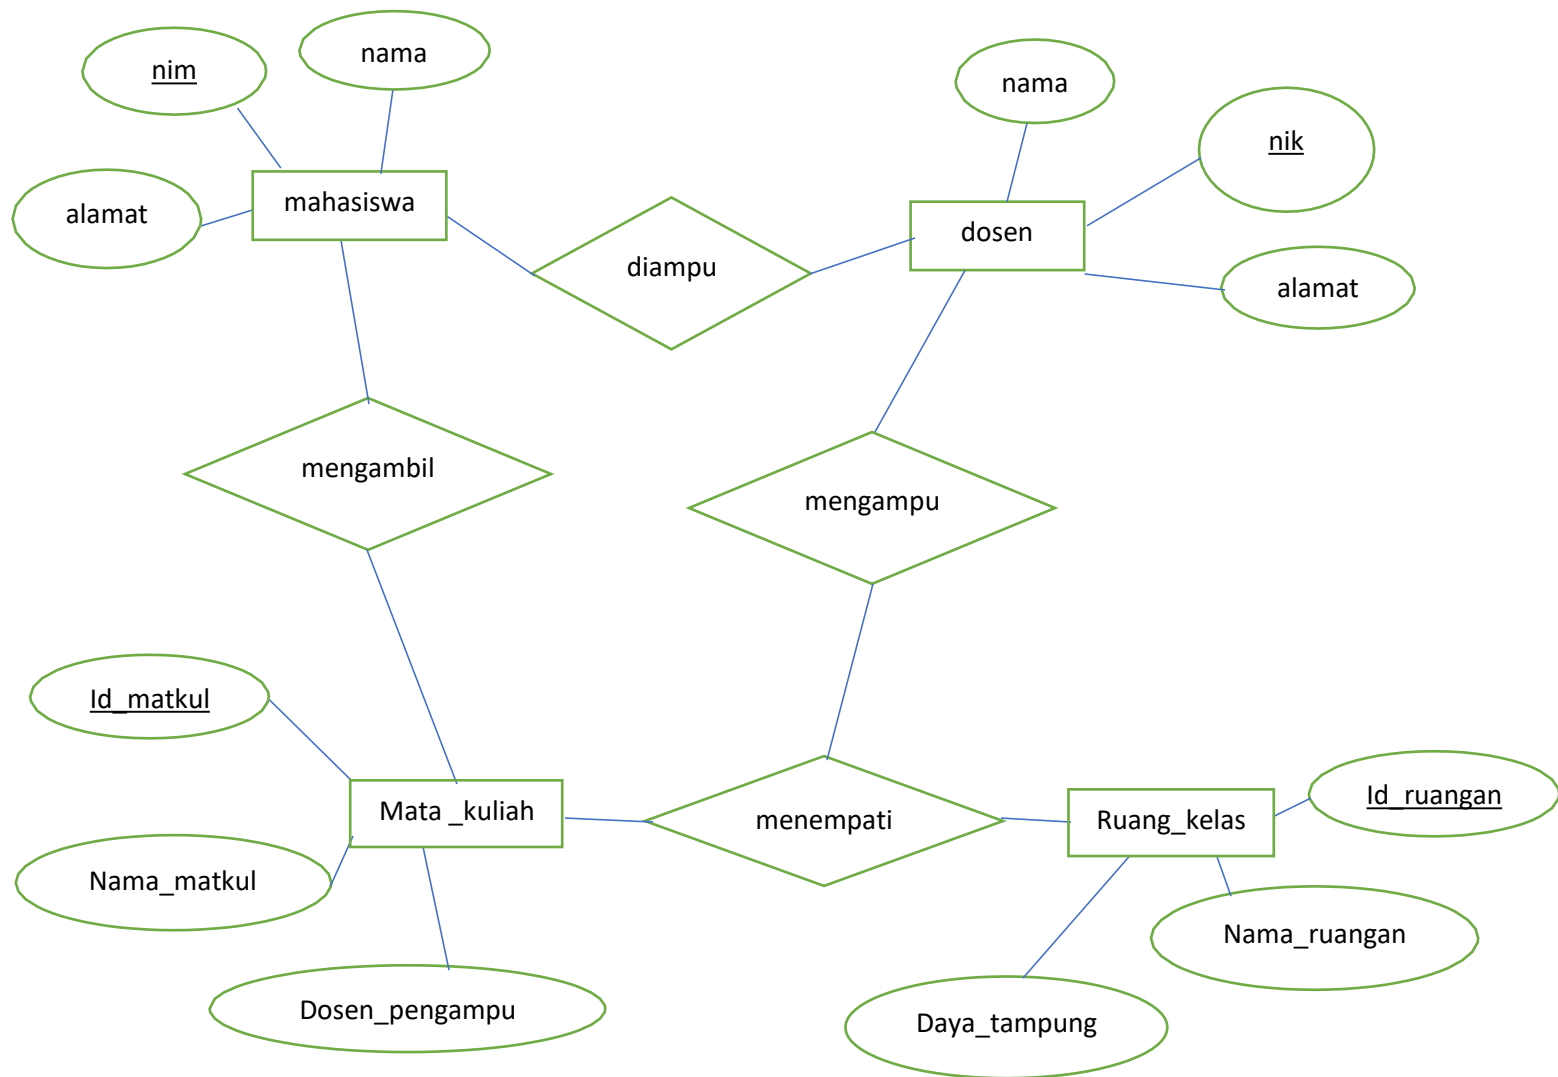 nim
nama
nama
nik
alamat
mahasiswa
dosen
diampu
alamat
mengambil
mengampu
Id_matkul
Mata _kuliah
menempati
Ruang_kelas
Id_ruangan
Nama_matkul
Nama_ruangan
Dosen_pengampu
Daya_tampung